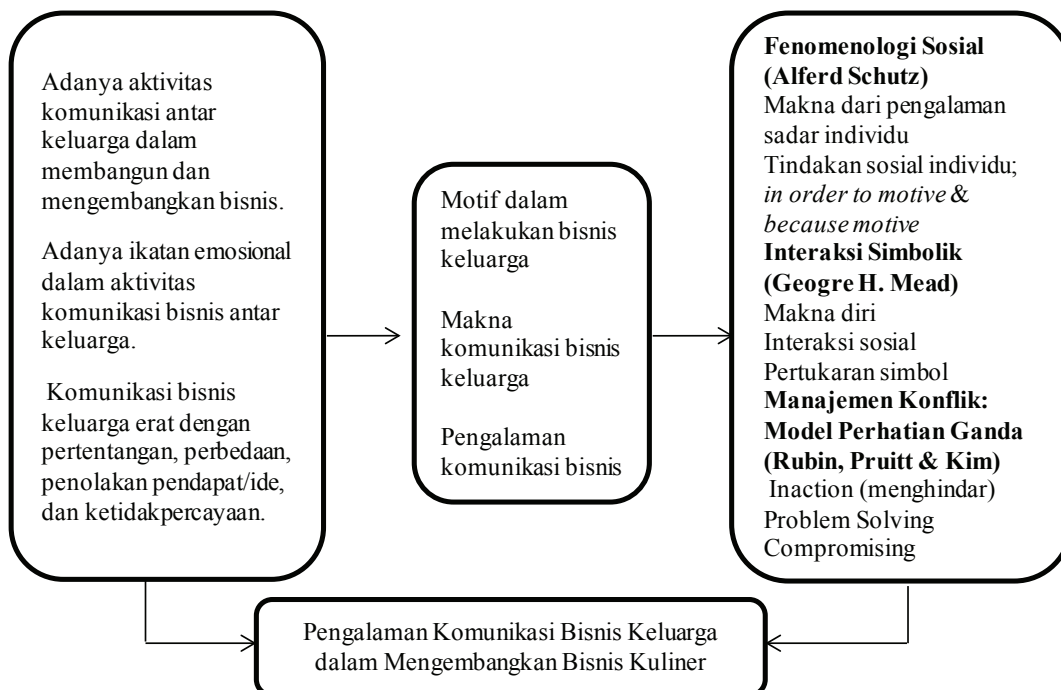 Adanya aktivitas
komunikasi antar
keluarga dalam
membangun dan
mengembangkan bisnis.
Adanya ikatan emosional
dalam aktivitas
komunikasi bisnis antar
keluarga.
Komunikasi bisnis
keluarga erat dengan
pertentangan, perbedaan,
penolakan pendapat/ide,
dan ketidakpercayaan.
Motif dalam
melakukan bisnis
keluarga
Makna
komunikasi bisnis
keluarga
Pengalaman
komunikasi bisnis
Fenomenologi Sosial
(Alferd Schutz)
Makna dari pengalaman
sadar individu
Tindakan sosial individu;
in order to motive &
because motive
Interaksi Simbolik
(Geogre H. Mead)
Makna diri
Interaksi sosial
Pertukaran simbol
Manajemen Konflik:
Model Perhatian Ganda
(Rubin, Pruitt & Kim)
Inaction (menghindar)
Problem Solving
Compromising
Pengalaman Komunikasi Bisnis Keluarga
dalam Mengembangkan Bisnis Kuliner